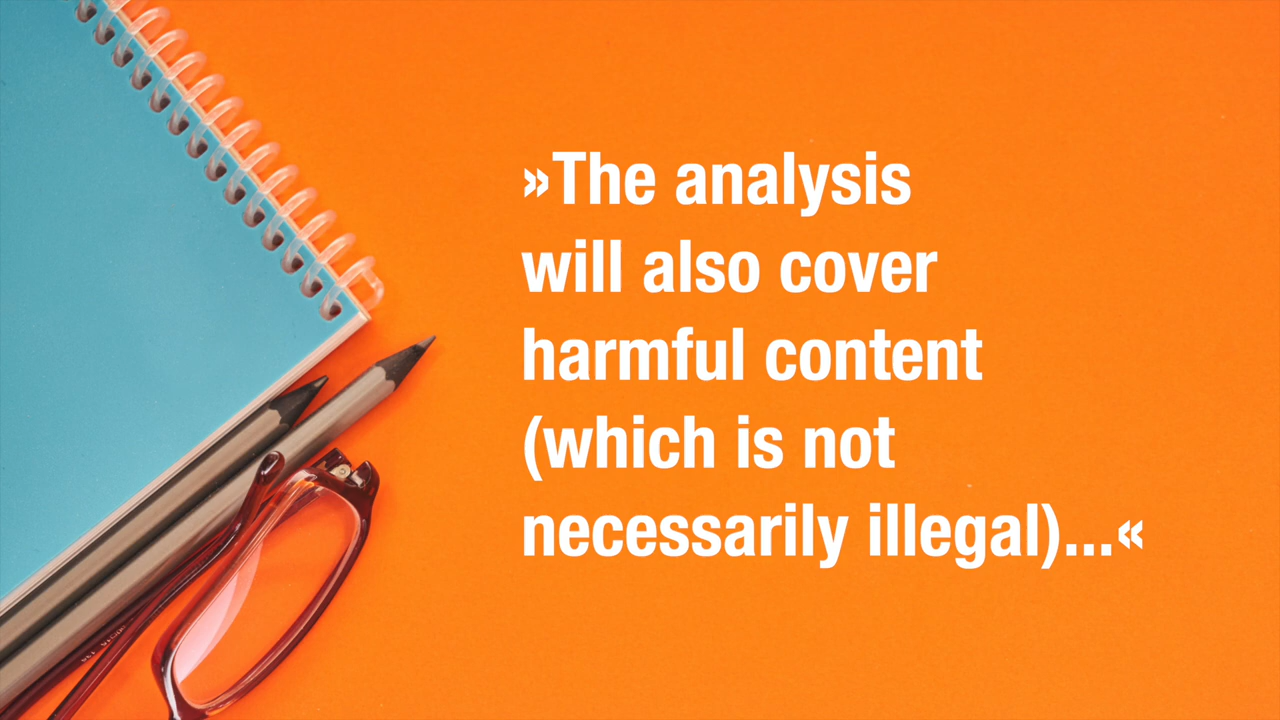 »The analysis
will also cover
harmful content
(which is not
necessarily illegal)...«